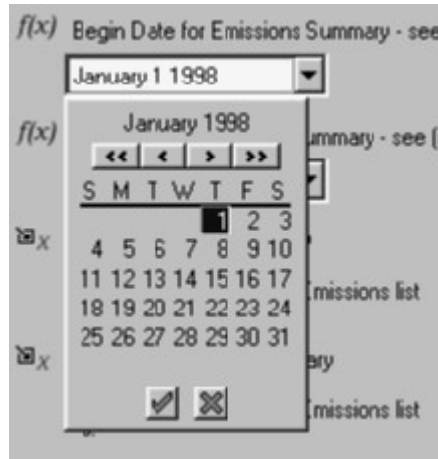 f(x) Begin Date for Emissions Summary - see
January 1 1998
January 1998
f(x) ummary - see (
<< < > >>
S M T W T F S
1 2 3
x
4 5 6 7 8 9 10
11 12 13 14 15 16 17
missions list
18 19 20 21 22 23 24
25 26 27 28 29 30 31
x ary
missions list